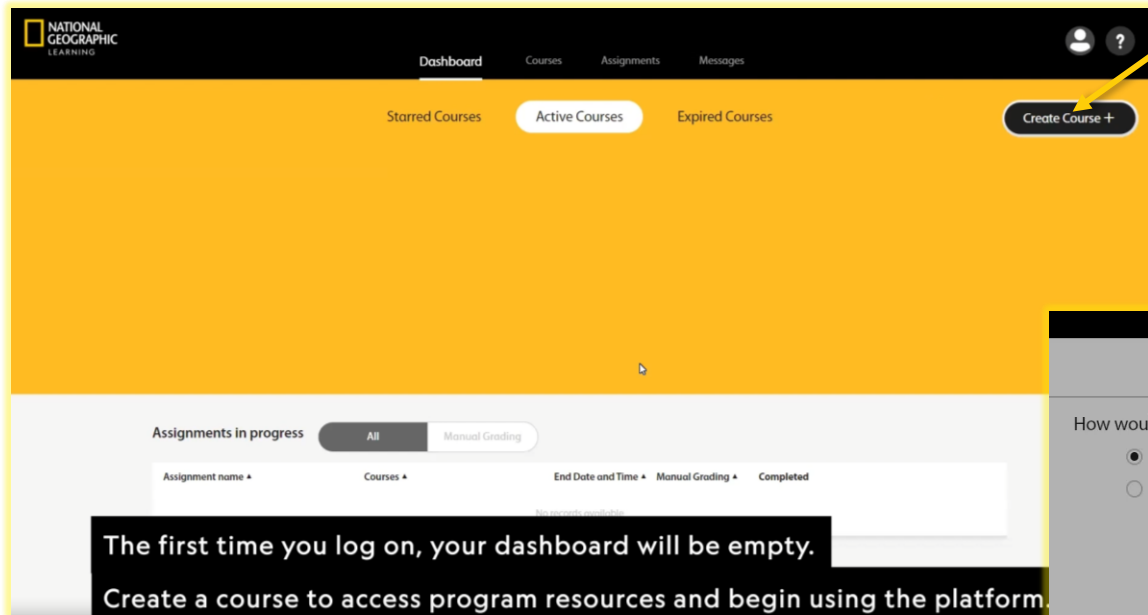 NATIONAL
GEOGRAPHIC
LEARNING
Dashboard Courses Assignments Messages
?
Starred Courses Active Courses Expired Courses
Create Course +
How wou
Assignments in progress All Manual Grading
Assignment name ▲ Courses ▲ End Date and Time ▲ Manual Grading ▲ Completed
No records available
The first time you log on, your dashboard will be empty.
Create a course to access program resources and begin using the platform.